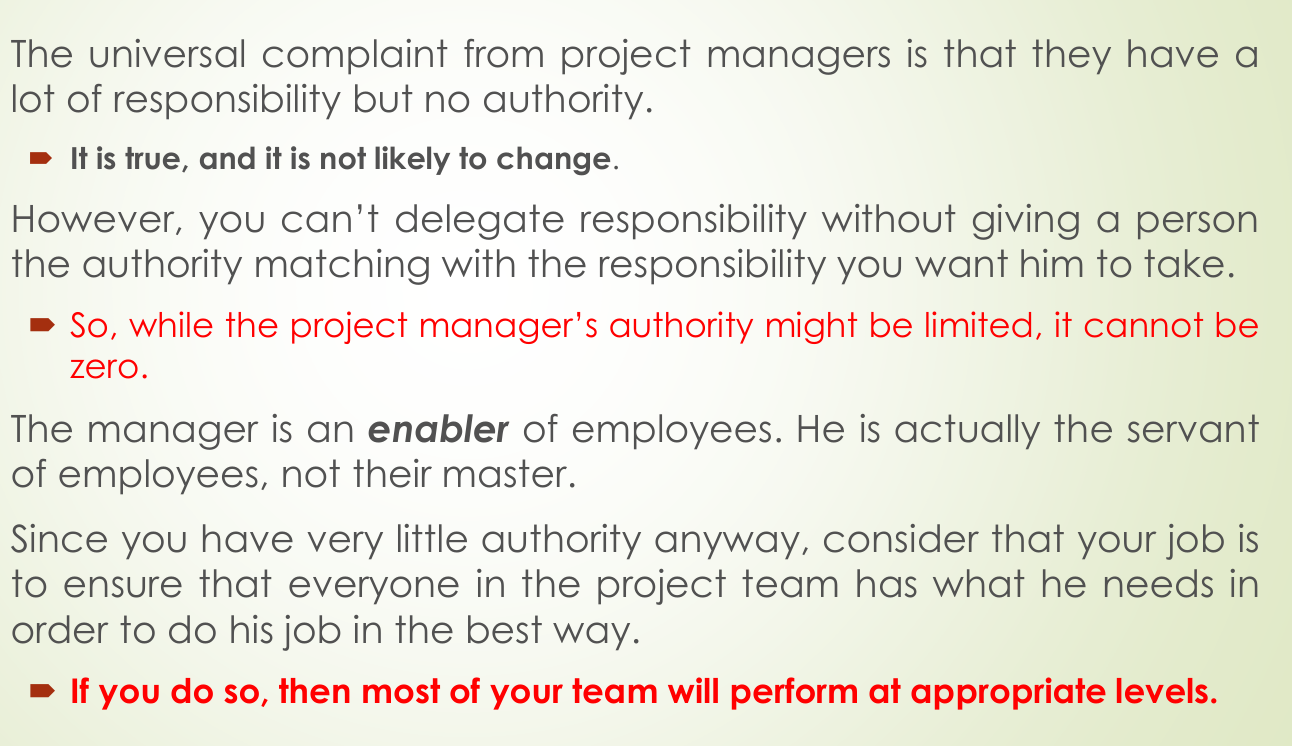 The universal complaint from project managers is that they have a
lot of responsibility but no authority.
It is true, and it is not likely to change.
However, you can’t delegate responsibility without giving a person
the authority matching with the responsibility you want him to take.
So, while the project manager’s authority might be limited, it cannot be
zero.
The manager is an enabler of employees. He is actually the servant
of employees, not their master.
Since you have very little authority anyway, consider that your job is
to ensure that everyone in the project team has what he needs in
order to do his job in the best way.
If you do so, then most of your team will perform at appropriate levels.